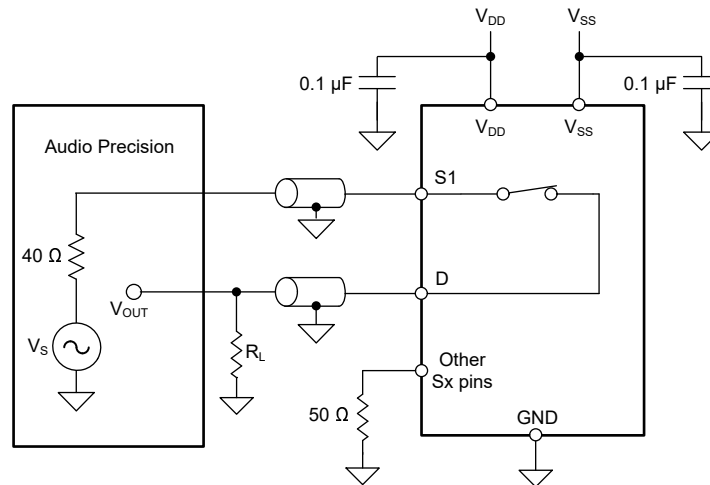 VDD
VSS
0.1 µF
0.1 µF
VDD
VSS
Audio Precision
S1
40 Ω
D
VOUT
VS
RL
Other
Sx pins
50 Ω
GND